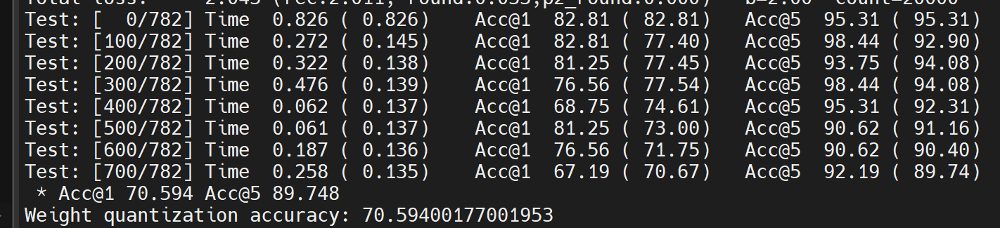 Total loss: 2.045 (rec:2.011, round:0.035,p2_round:0.000) b=2.00 count=20000
Test: [  0/782] Time  0.826 ( 0.826)    Acc@1  82.81 ( 82.81)   Acc@5  95.31 ( 95.31)
Test: [100/782] Time  0.272 ( 0.145)    Acc@1  82.81 ( 77.40)   Acc@5  98.44 ( 92.90)
Test: [200/782] Time  0.322 ( 0.138)    Acc@1  81.25 ( 77.45)   Acc@5  93.75 ( 94.08)
Test: [300/782] Time  0.476 ( 0.139)    Acc@1  76.56 ( 77.54)   Acc@5  98.44 ( 94.08)
Test: [400/782] Time  0.062 ( 0.137)    Acc@1  68.75 ( 74.61)   Acc@5  95.31 ( 92.31)
Test: [500/782] Time  0.061 ( 0.137)    Acc@1  81.25 ( 73.00)   Acc@5  90.62 ( 91.16)
Test: [600/782] Time  0.187 ( 0.136)    Acc@1  76.56 ( 71.75)   Acc@5  90.62 ( 90.40)
Test: [700/782] Time  0.258 ( 0.135)    Acc@1  67.19 ( 70.67)   Acc@5  92.19 ( 89.74)
 * Acc@1 70.594 Acc@5 89.748
Weight quantization accuracy: 70.59400177001953